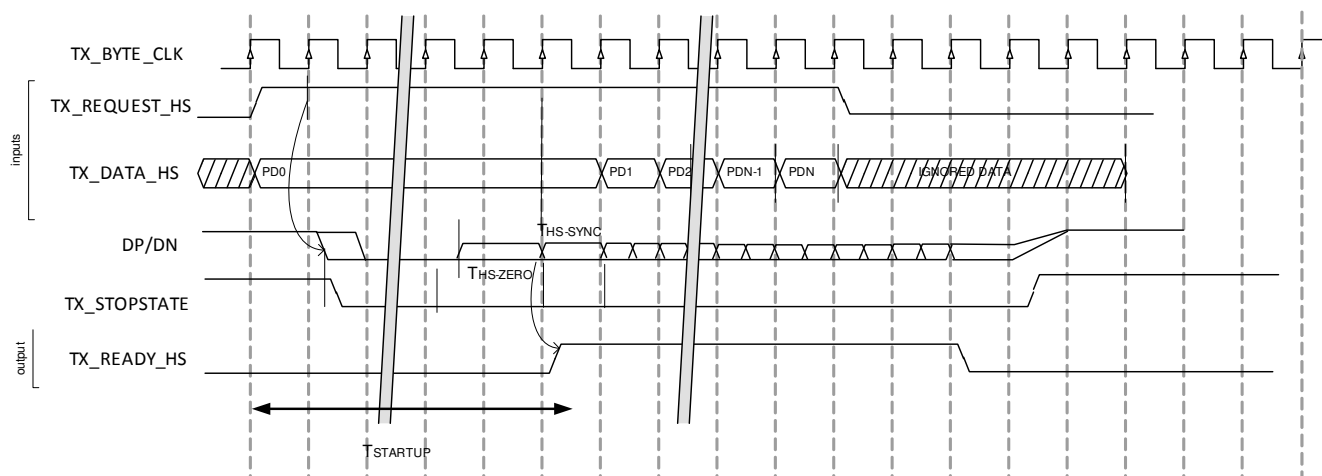 TX_BYTE_CLK
TX_REQUEST_HS
inputs
TX_DATA_HS
PD0
PD1
PD2
PDN-1
PDN
IGNORED DATA
DP/DN
THS-SYNC
THS-ZERO
TX_STOPSTATE
output
TX_READY_HS
TSTARTUP